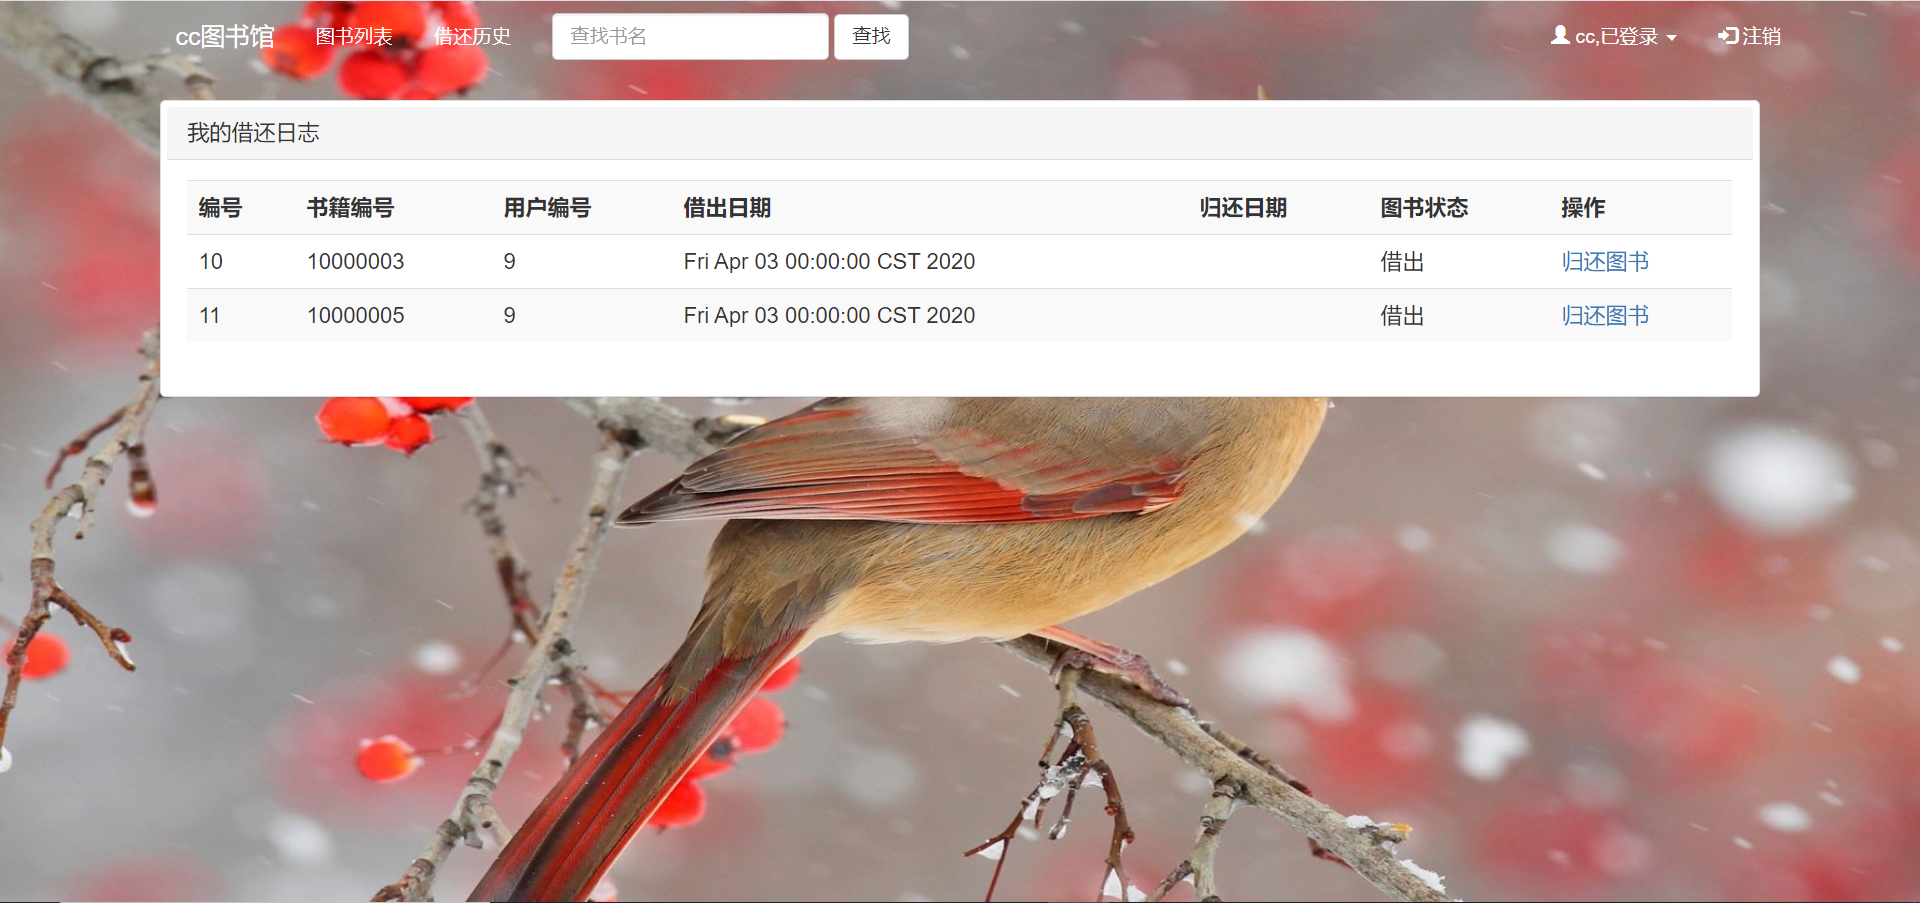 cc图书馆 图书列表 借还历史 查找书名 查找 cc,已登录 注销
我的借还日志
编号 书籍编号 用户编号 借出日期 归还日期 图书状态 操作
10 10000003 9 Fri Apr 03 00:00:00 CST 2020 借出 归还图书
11 10000005 9 Fri Apr 03 00:00:00 CST 2020 借出 归还图书